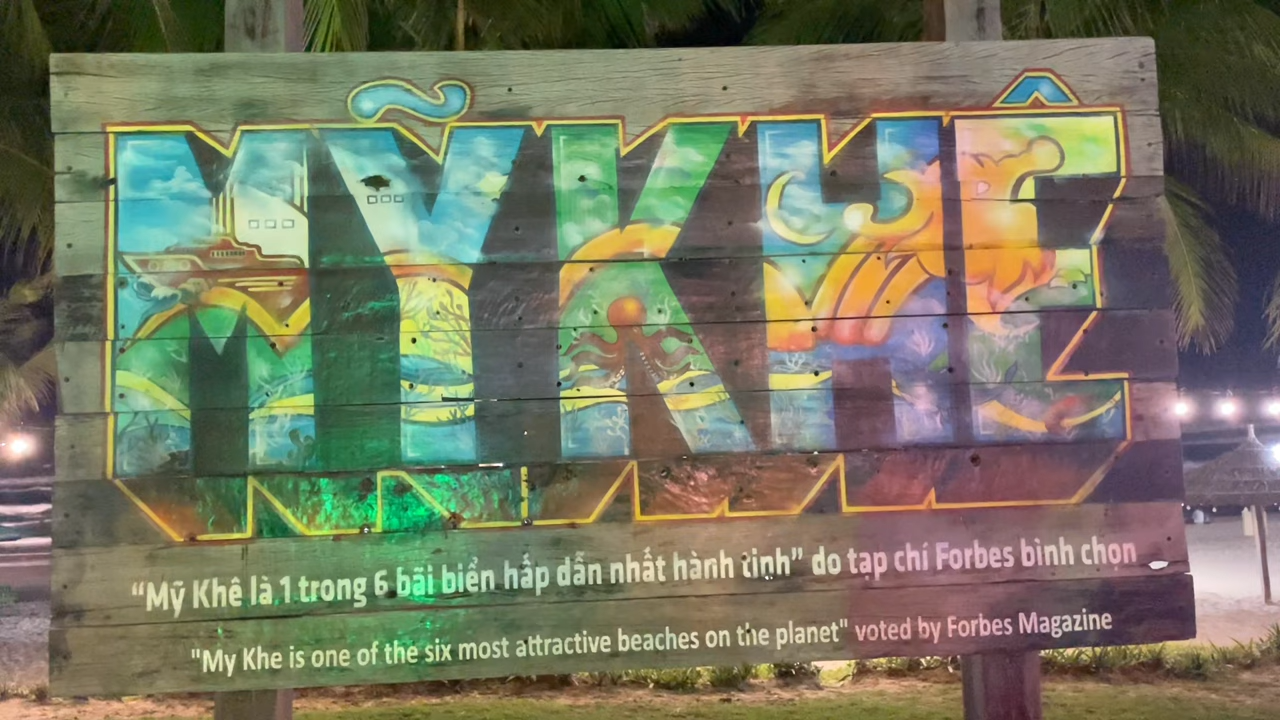 MỸ KHÊ
“Mỹ Khê là 1 trong 6 bãi biển hấp dẫn nhất hành tinh” do tạp chí Forbes bình chọn
"My Khe is one of the six most attractive beaches on the planet" voted by Forbes Magazine